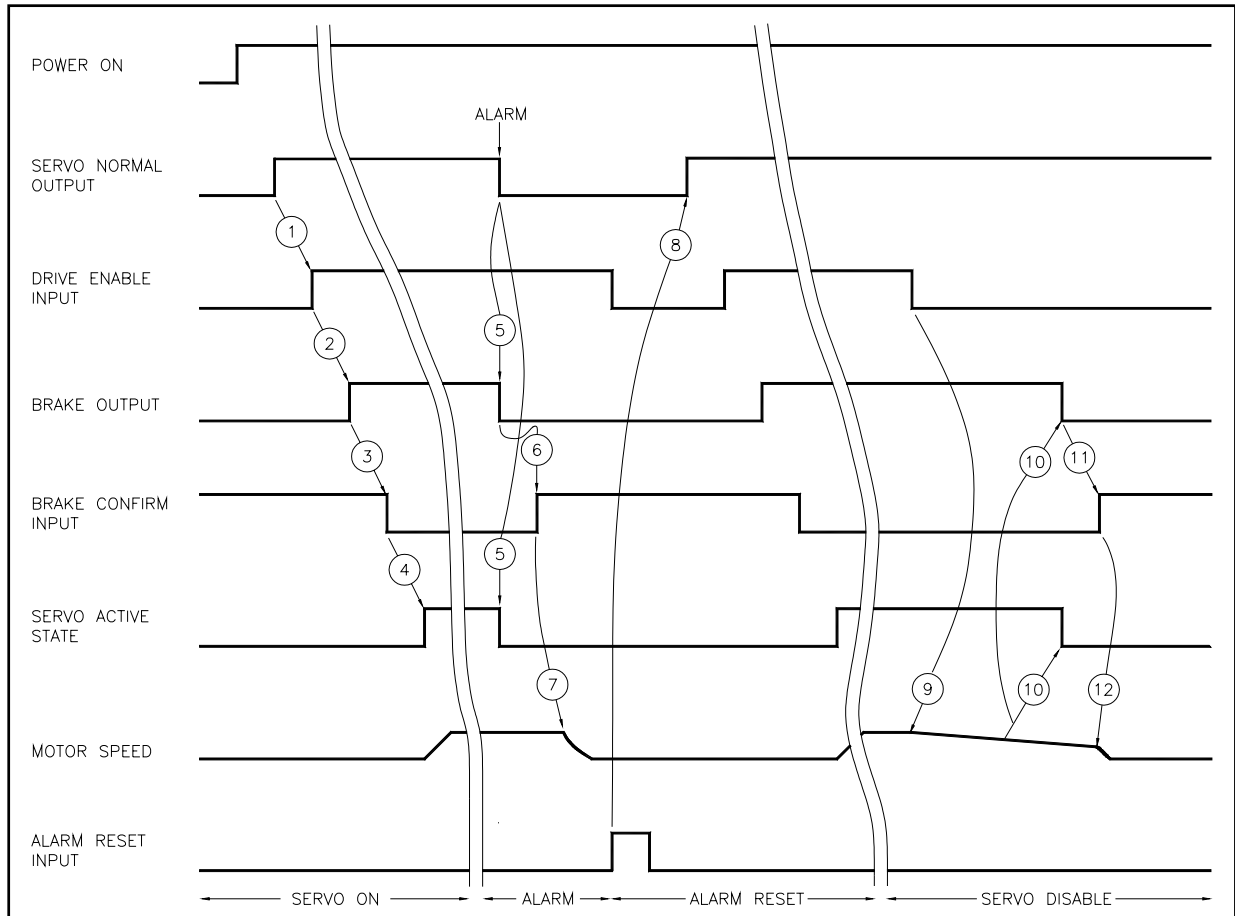 POWER ON
ALARM
SERVO NORMAL
OUTPUT
1
8
DRIVE ENABLE
INPUT
2
5
BRAKE OUTPUT
3
6
10
11
BRAKE CONFIRM
INPUT
4
5
SERVO ACTIVE
STATE
7
9
10
12
MOTOR SPEED
ALARM RESET
INPUT
SERVO ON
ALARM
ALARM RESET
SERVO DISABLE